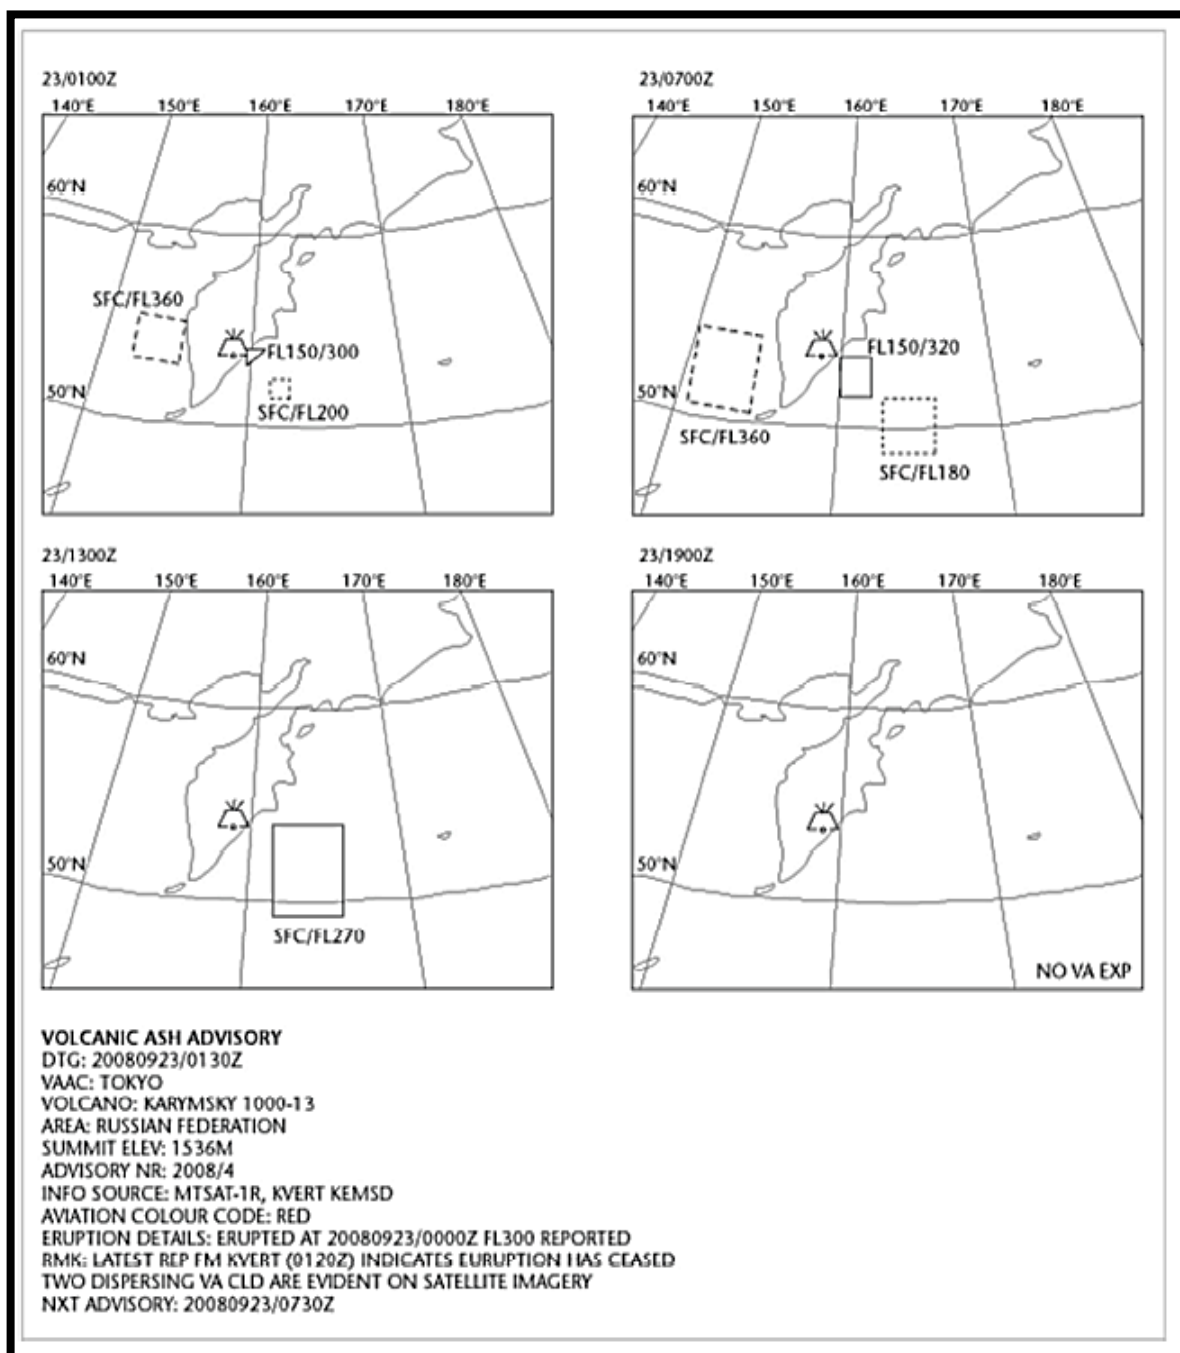 23/0100Z
140°E 150°E 160°E 170°E 180°E
60°N
SFC/FL360
FL150/300
50°N
SFC/FL200
23/0700Z
140°E 150°E 160°E 170°E 180°E
60°N
FL150/320
50°N
SFC/FL360
SFC/FL180
23/1300Z
140°E 150°E 160°E 170°E 180°E
60°N
50°N
SFC/FL270
23/1900Z
140°E 150°E 160°E 170°E 180°E
60°N
50°N
NO VA EXP
VOLCANIC ASH ADVISORY
DTG: 20080923/0130Z
VAAC: TOKYO
VOLCANO: KARYMSKY 1000-13
AREA: RUSSIAN FEDERATION
SUMMIT ELEV: 1536M
ADVISORY NR: 2008/4
INFO SOURCE: MTSAT-1R, KVERT KEMSD
AVIATION COLOUR CODE: RED
ERUPTION DETAILS: ERUPTED AT 20080923/0000Z FL300 REPORTED
RMK: LATEST REP FM KVERT (0120Z) INDICATES EURUPTION HAS CEASED
TWO DISPERSING VA CLD ARE EVIDENT ON SATELLITE IMAGERY
NXT ADVISORY: 20080923/0730Z